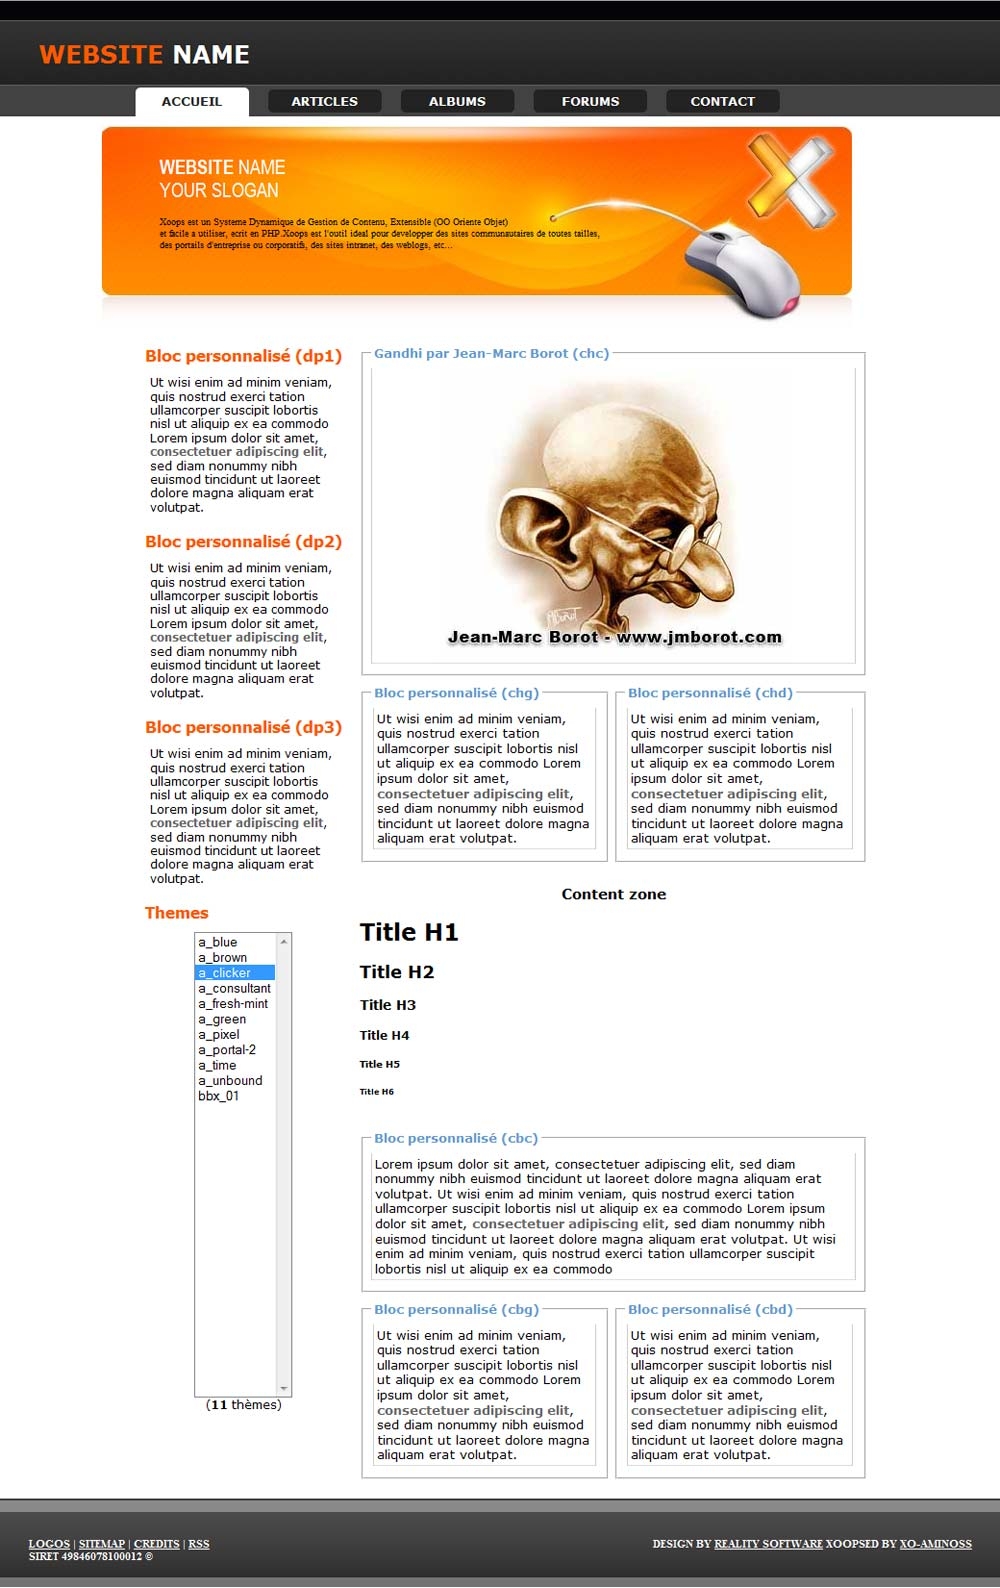 WEBSITE NAME
ACCUEIL ARTICLES ALBUMS FORUMS CONTACT
WEBSITE NAME
YOUR SLOGAN
Xoops est un Systeme Dynamique de Gestion de Contenu, Extensible (OO Oriente Objet)
et facile a utiliser, ecrit en PHP.Xoops est l'outil ideal pour developper des sites communautaires de toutes tailles,
des portails d'entreprise ou corporatifs, des sites intranet, des weblogs, etc...
Bloc personnalisé (dp1)
Ut wisi enim ad minim veniam,
quis nostrud exerci tation
ullamcorper suscipit lobortis
nisl ut aliquip ex ea commodo
Lorem ipsum dolor sit amet,
consectetuer adipiscing elit,
sed diam nonummy nibh
euismod tincidunt ut laoreet
dolore magna aliquam erat
volutpat.
Bloc personnalisé (dp2)
Ut wisi enim ad minim veniam,
quis nostrud exerci tation
ullamcorper suscipit lobortis
nisl ut aliquip ex ea commodo
Lorem ipsum dolor sit amet,
consectetuer adipiscing elit,
sed diam nonummy nibh
euismod tincidunt ut laoreet
dolore magna aliquam erat
volutpat.
Bloc personnalisé (dp3)
Ut wisi enim ad minim veniam,
quis nostrud exerci tation
ullamcorper suscipit lobortis
nisl ut aliquip ex ea commodo
Lorem ipsum dolor sit amet,
consectetuer adipiscing elit,
sed diam nonummy nibh
euismod tincidunt ut laoreet
dolore magna aliquam erat
volutpat.
Themes
a_blue
a_brown
a_clicker
a_consultant
a_fresh-mint
a_green
a_pixel
a_portal-2
a_time
a_unbound
bbx_01
(11 thèmes)
Gandhi par Jean-Marc Borot (chc)
Jean-Marc Borot - www.jmborot.com
Bloc personnalisé (chg)
Ut wisi enim ad minim veniam,
quis nostrud exerci tation
ullamcorper suscipit lobortis nisl
ut aliquip ex ea commodo Lorem
ipsum dolor sit amet,
consectetuer adipiscing elit,
sed diam nonummy nibh euismod
tincidunt ut laoreet dolore magna
aliquam erat volutpat.
Bloc personnalisé (chd)
Ut wisi enim ad minim veniam,
quis nostrud exerci tation
ullamcorper suscipit lobortis nisl
ut aliquip ex ea commodo Lorem
ipsum dolor sit amet,
consectetuer adipiscing elit,
sed diam nonummy nibh euismod
tincidunt ut laoreet dolore magna
aliquam erat volutpat.
Content zone
Title H1
Title H2
Title H3
Title H4
Title H5
Title H6
Bloc personnalisé (cbc)
Lorem ipsum dolor sit amet, consectetuer adipiscing elit, sed diam
nonummy nibh euismod tincidunt ut laoreet dolore magna aliquam erat
volutpat. Ut wisi enim ad minim veniam, quis nostrud exerci tation
ullamcorper suscipit lobortis nisl ut aliquip ex ea commodo Lorem ipsum
dolor sit amet, consectetuer adipiscing elit, sed diam nonummy nibh
euismod tincidunt ut laoreet dolore magna aliquam erat volutpat. Ut wisi
enim ad minim veniam, quis nostrud exerci tation ullamcorper suscipit
lobortis nisl ut aliquip ex ea commodo
Bloc personnalisé (cbg)
Ut wisi enim ad minim veniam,
quis nostrud exerci tation
ullamcorper suscipit lobortis nisl
ut aliquip ex ea commodo Lorem
ipsum dolor sit amet,
consectetuer adipiscing elit,
sed diam nonummy nibh euismod
tincidunt ut laoreet dolore magna
aliquam erat volutpat.
Bloc personnalisé (cbd)
Ut wisi enim ad minim veniam,
quis nostrud exerci tation
ullamcorper suscipit lobortis nisl
ut aliquip ex ea commodo Lorem
ipsum dolor sit amet,
consectetuer adipiscing elit,
sed diam nonummy nibh euismod
tincidunt ut laoreet dolore magna
aliquam erat volutpat.
LOGOS | SITEMAP | CREDITS | RSS
SIRET 49846078100012 ©
DESIGN BY REALITY SOFTWARE XOOPSED BY XO-AMINOSS